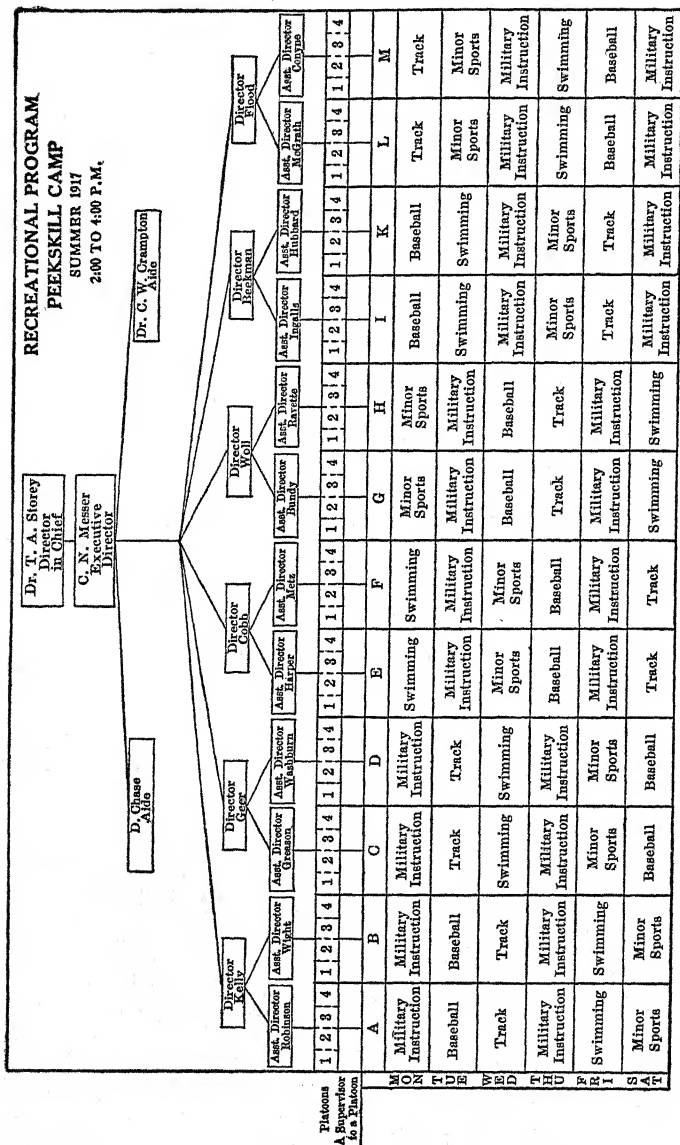 RECREATIONAL PROGRAM
PEEKSKILL CAMP
SUMMER 1917
2:00 TO 4:00 P.M.
Dr. T. A. Storey
Director
in Chief
C. N. Messer
Executive
Director
D. Chase
Aide
Dr. C. W. Crampton
Aide
Director
Kelly
Director
Geer
Director
Cobb
Director
Woll
Director
Beekman
Director
Flood
Asst. Director
Robinson
Asst. Director
Wight
Asst. Director
Greason
Asst. Director
Washburn
Asst. Director
Harper
Asst. Director
Metz
Asst. Director
Bundy
Asst. Director
Ravette
Asst. Director
Ingalls
Asst. Director
Hubbard
Asst. Director
McGrath
Asst. Director
Conype
Platoons
A Supervisor
to a Platoon
1 2 3 4 1 2 3 4 1 2 3 4 1 2 3 4 1 2 3 4 1 2 3 4 1 2 3 4 1 2 3 4 1 2 3 4 1 2 3 4 1 2 3 4 1 2 3 4
A B C D E F G H I K L M
MON Military Instruction Military Instruction Military Instruction Military Instruction Swimming Swimming Minor Sports Minor Sports Baseball Baseball Track Track
TUE Baseball Baseball Track Track Military Instruction Military Instruction Military Instruction Military Instruction Swimming Swimming Minor Sports Minor Sports
WED Track Track Swimming Swimming Minor Sports Minor Sports Baseball Baseball Military Instruction Military Instruction Military Instruction Military Instruction
THU Military Instruction Military Instruction Military Instruction Military Instruction Baseball Baseball Track Track Minor Sports Minor Sports Swimming Swimming
FRI Swimming Swimming Minor Sports Minor Sports Military Instruction Military Instruction Military Instruction Military Instruction Track Track Baseball Baseball
SAT Minor Sports Minor Sports Baseball Baseball Track Track Swimming Swimming Military Instruction Military Instruction Military Instruction Military Instruction